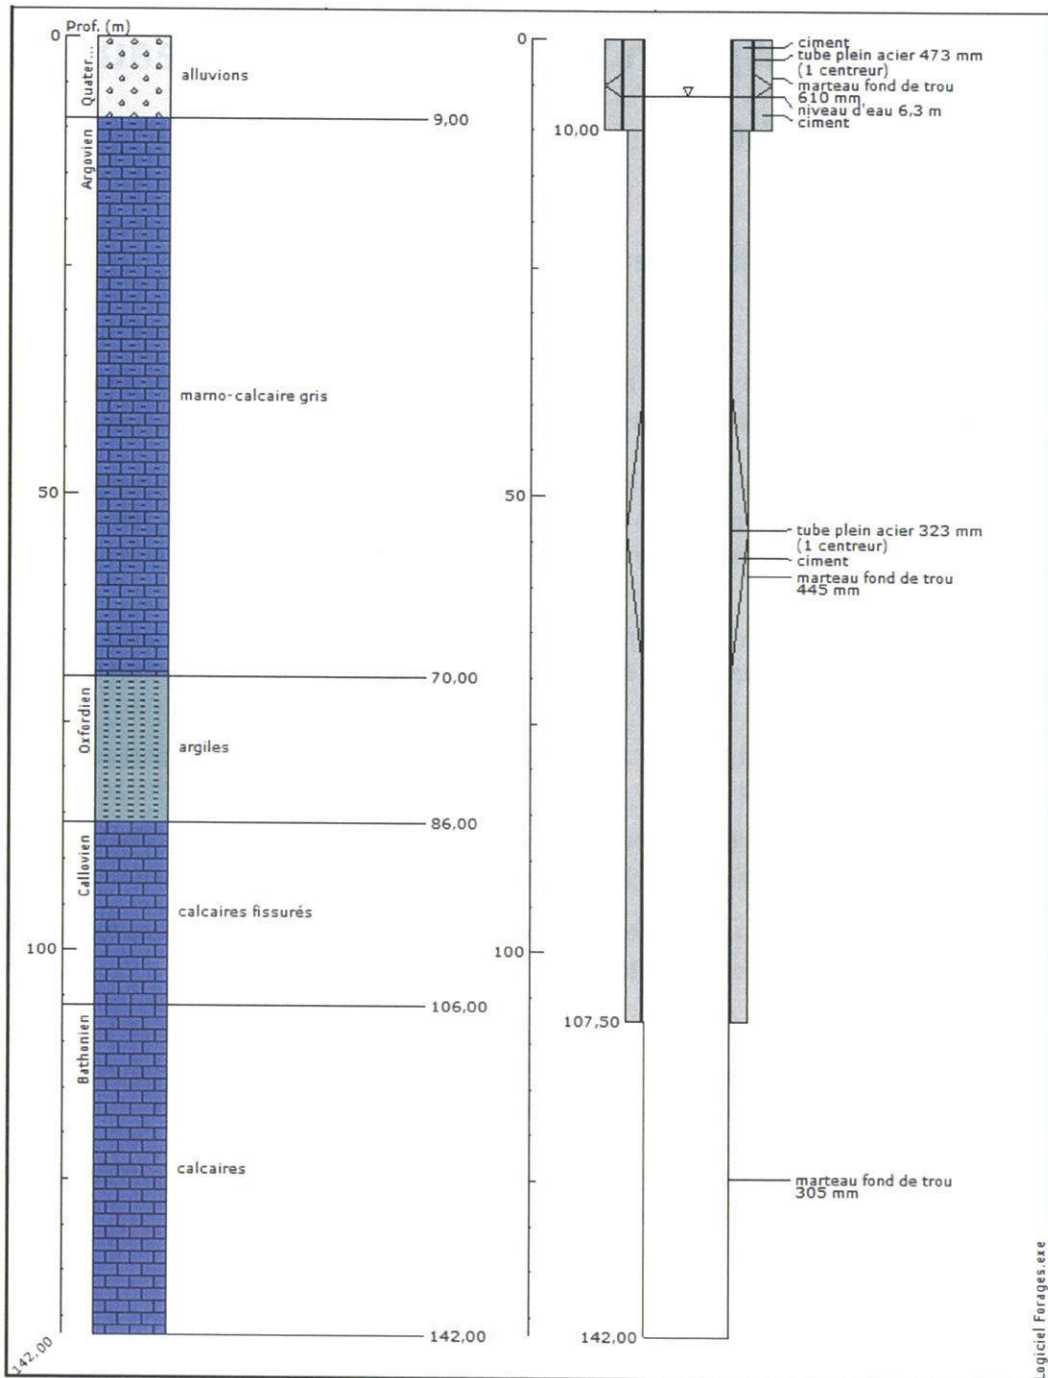 Prof. (m)
0
Quater...
alluvions
9,00
Argovien
marno-calcaire gris
50
70,00
Oxfordien
argiles
86,00
Callovien
calcaires fissurés
100
106,00
Bathonien
calcaires
142,00
142,00
0
ciment
tube plein acier 473 mm
(1 centreur)
marteau fond de trou
610 mm
niveau d'eau 6,3 m
ciment
10,00
50
tube plein acier 323 mm
(1 centreur)
ciment
marteau fond de trou
445 mm
100
107,50
marteau fond de trou
305 mm
142,00
Logiciel Forages.exe